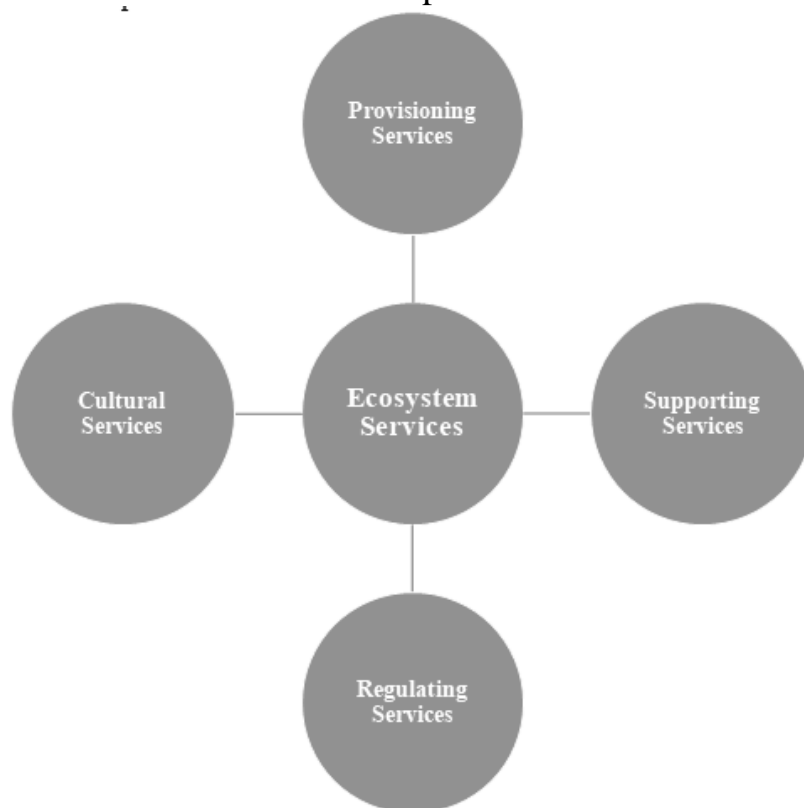 Provisioning
Services
Cultural
Services
Ecosystem
Services
Supporting
Services
Regulating
Services